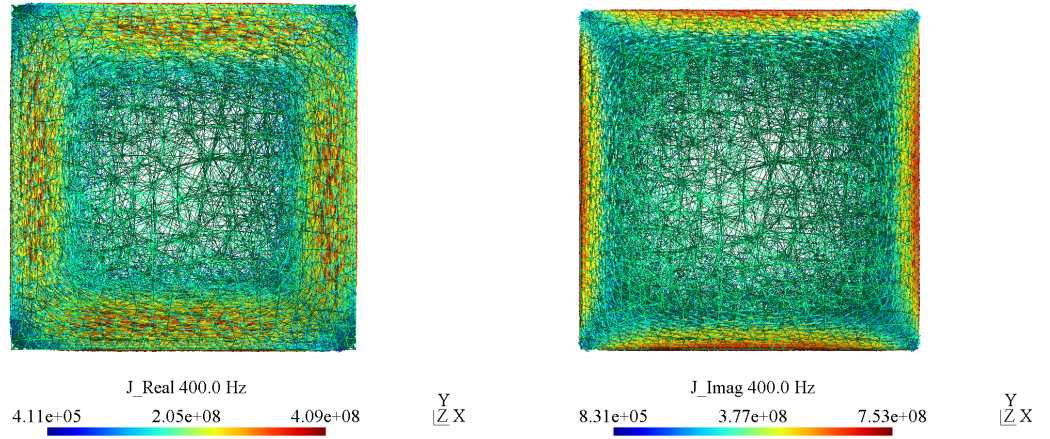 J_Real 400.0 Hz
4.11e+05 2.05e+08 4.09e+08
Y
Z X
J_Imag 400.0 Hz
8.31e+05 3.77e+08 7.53e+08
Y
Z X